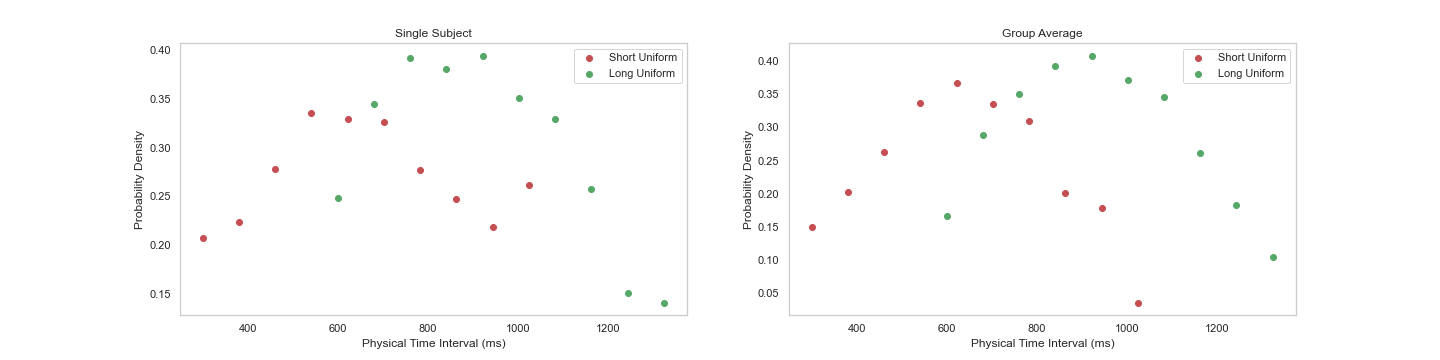 Single Subject
Short Uniform
Long Uniform
0.40
0.35
0.30
0.25
0.20
0.15
Probability Density
400
600
800
1000
1200
Physical Time Interval (ms)
Group Average
Short Uniform
Long Uniform
0.40
0.35
0.30
0.25
0.20
0.15
0.10
0.05
Probability Density
400
600
800
1000
1200
Physical Time Interval (ms)